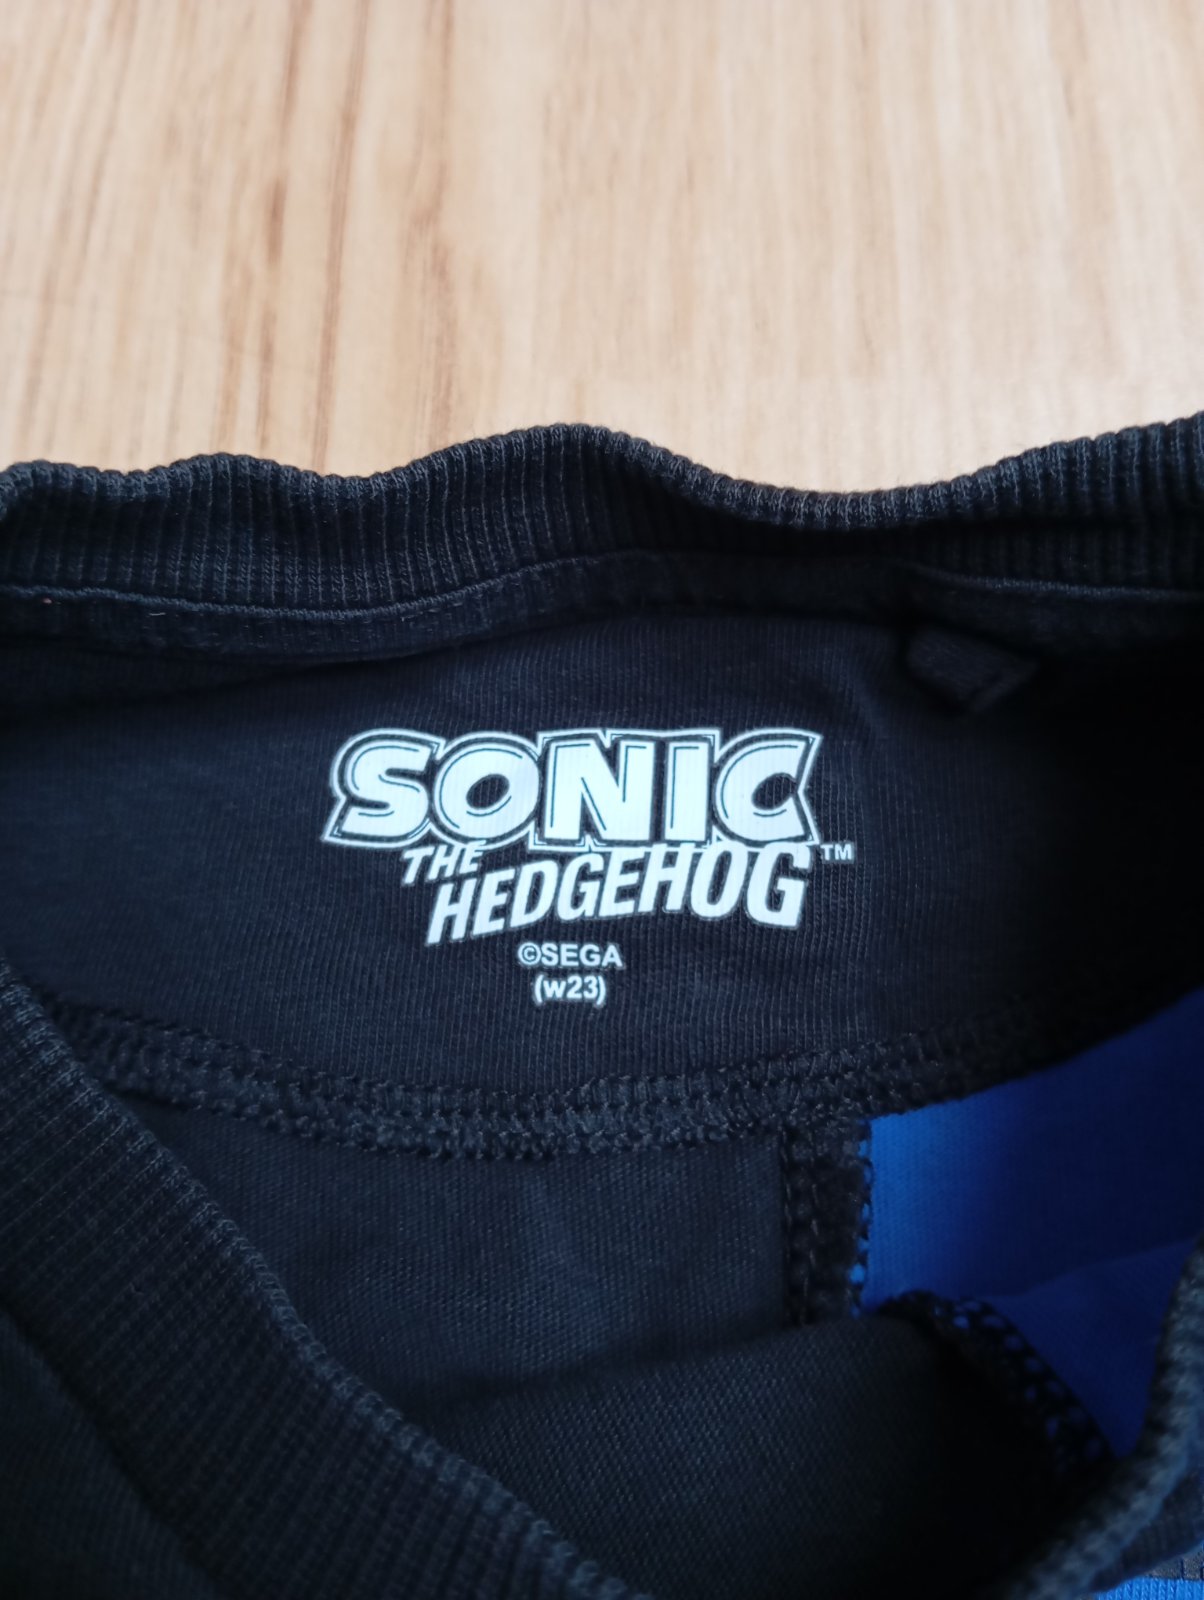 SONIC
THE
HEDGEHOG™
©SEGA
(w23)